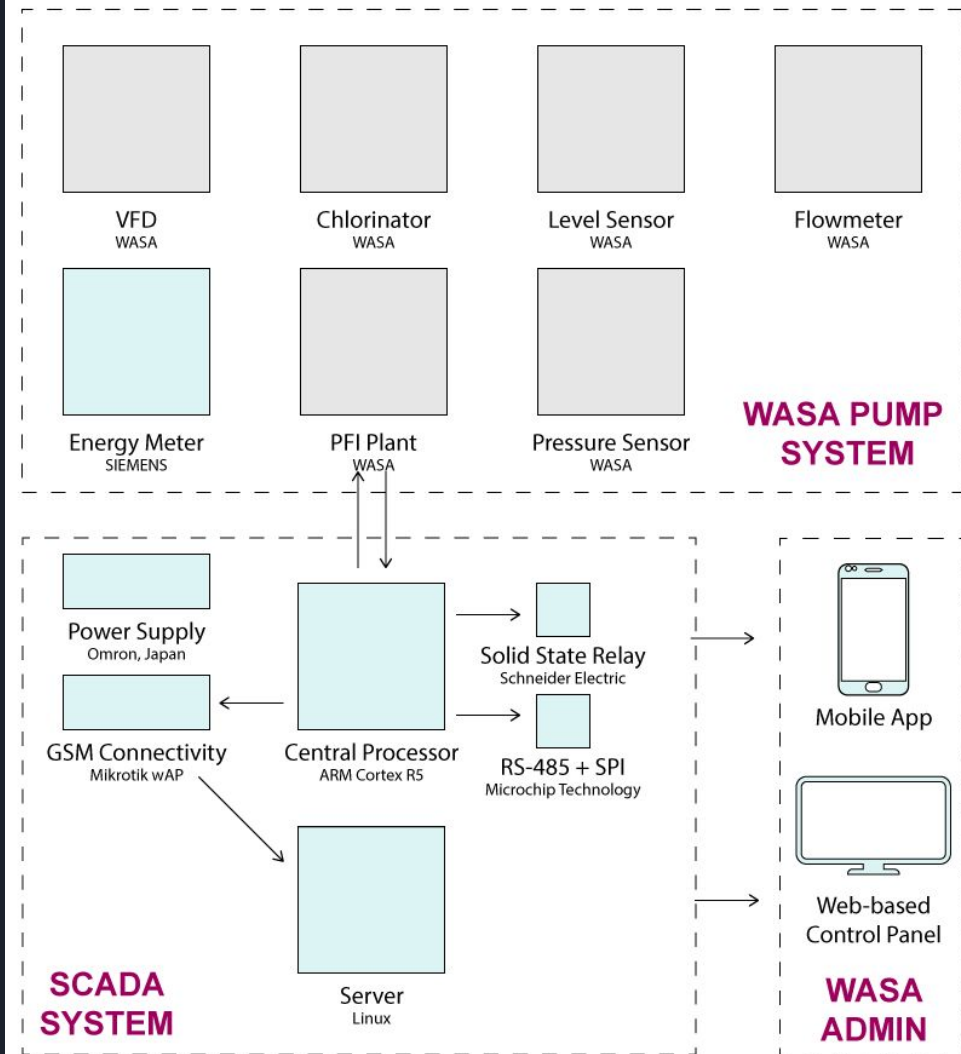 VFD
WASA
Chlorinator
WASA
Level Sensor
WASA
Flowmeter
WASA
Energy Meter
SIEMENS
PFI Plant
WASA
Pressure Sensor
WASA
WASA PUMP
SYSTEM
Power Supply
Omron, Japan
GSM Connectivity
Mikrotik wAP
Central Processor
ARM Cortex R5
Solid State Relay
Schneider Electric
RS-485 + SPI
Microchip Technology
Server
Linux
SCADA
SYSTEM
Mobile App
Web-based
Control Panel
WASA
ADMIN